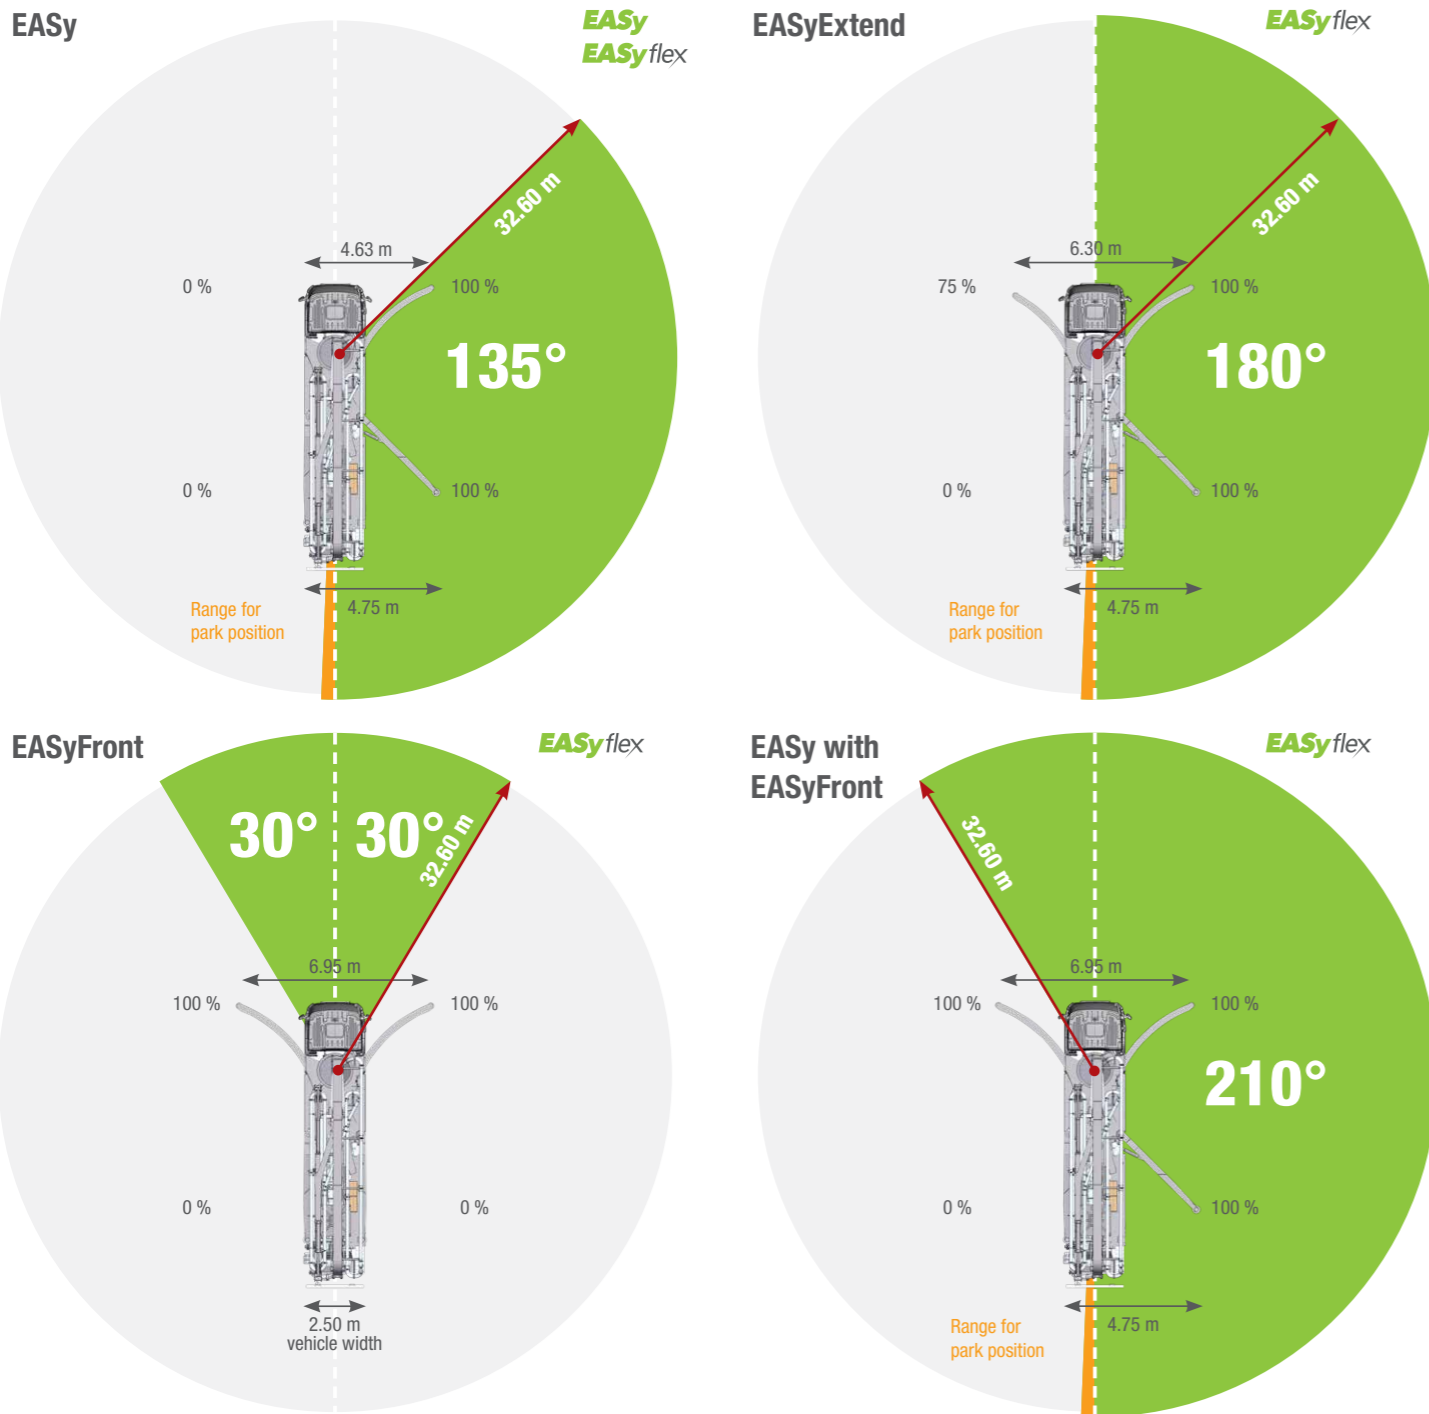 EASy
EASy
EASyflex
4.63 m
32.60 m
0 %
100 %
135°
0 %
100 %
4.75 m
Range for
park position
EASyExtend
EASyflex
6.30 m
32.60 m
75 %
100 %
180°
0 %
100 %
4.75 m
Range for
park position
EASyFront
EASyflex
30°
30°
32.60 m
6.95 m
100 %
100 %
0 %
0 %
2.50 m
vehicle width
EASy with
EASyFront
EASyflex
32.60 m
6.95 m
100 %
100 %
210°
0 %
100 %
4.75 m
Range for
park position